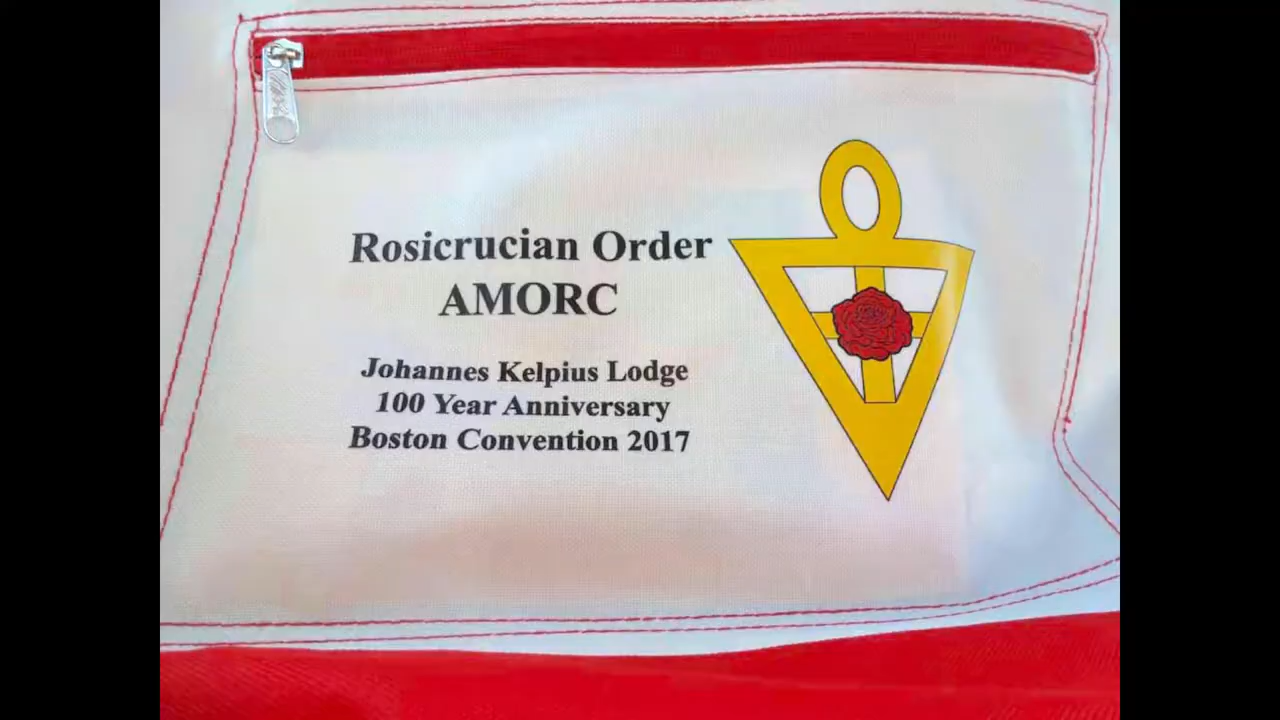 Rosicrucian Order
AMORC
Johannes Kelpius Lodge
100 Year Anniversary
Boston Convention 2017